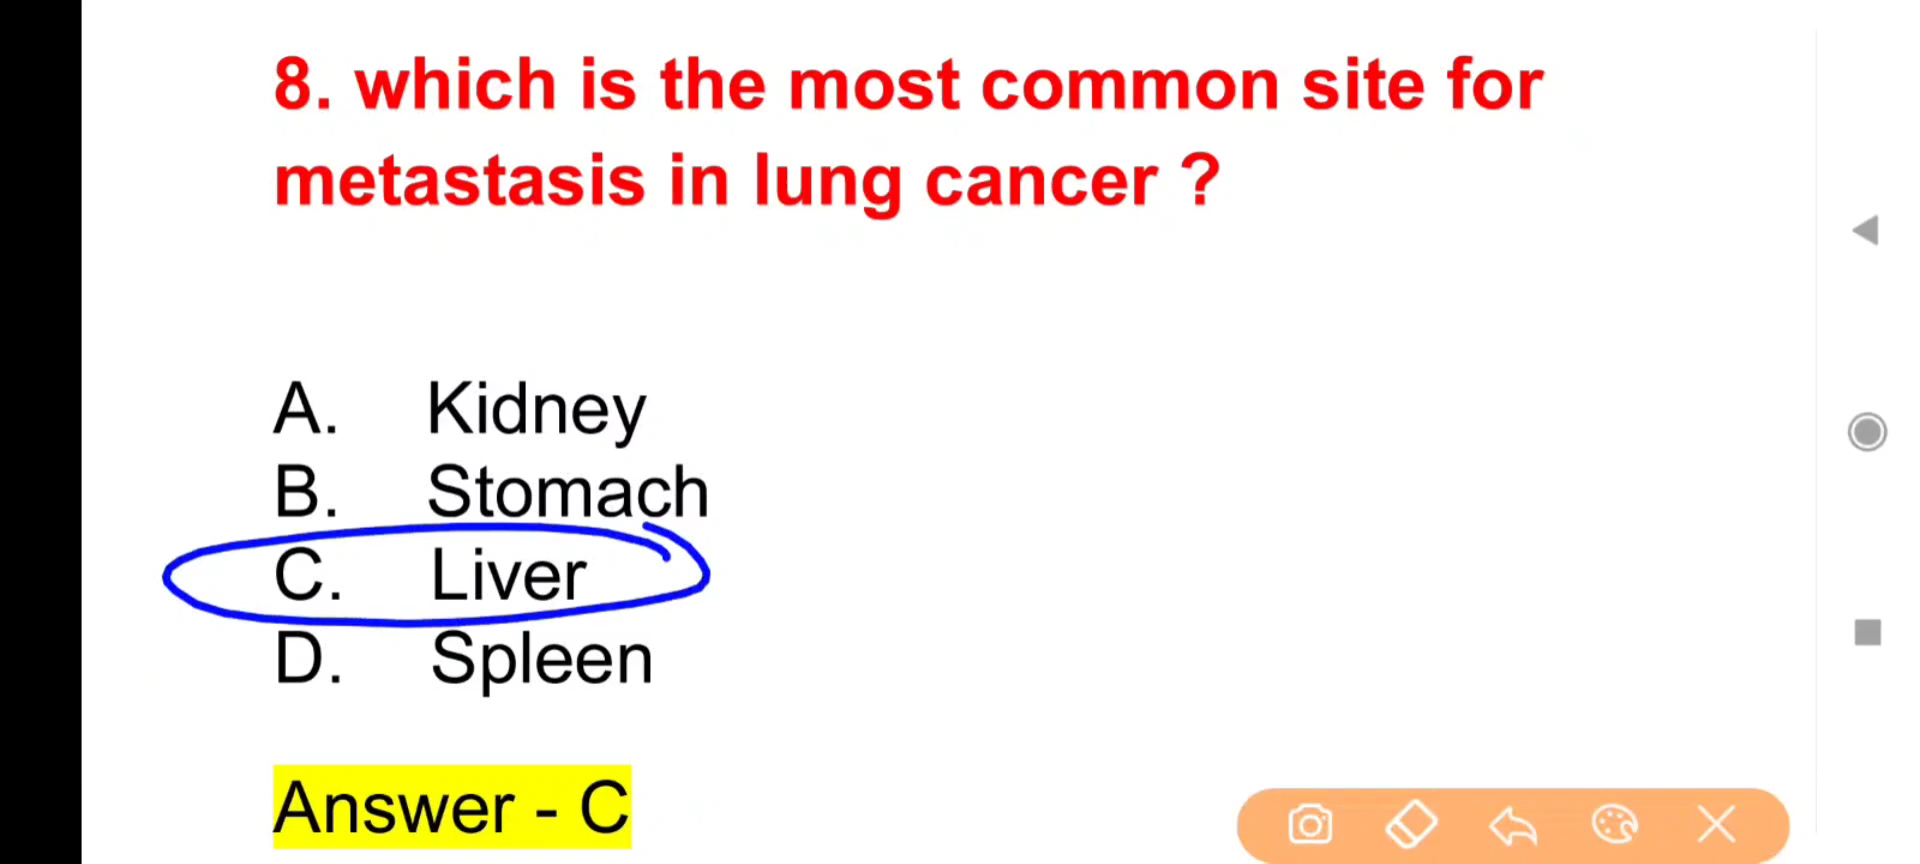 8. which is the most common site for
metastasis in lung cancer ?
A. Kidney
B. Stomach
C. Liver
D. Spleen
Answer - C